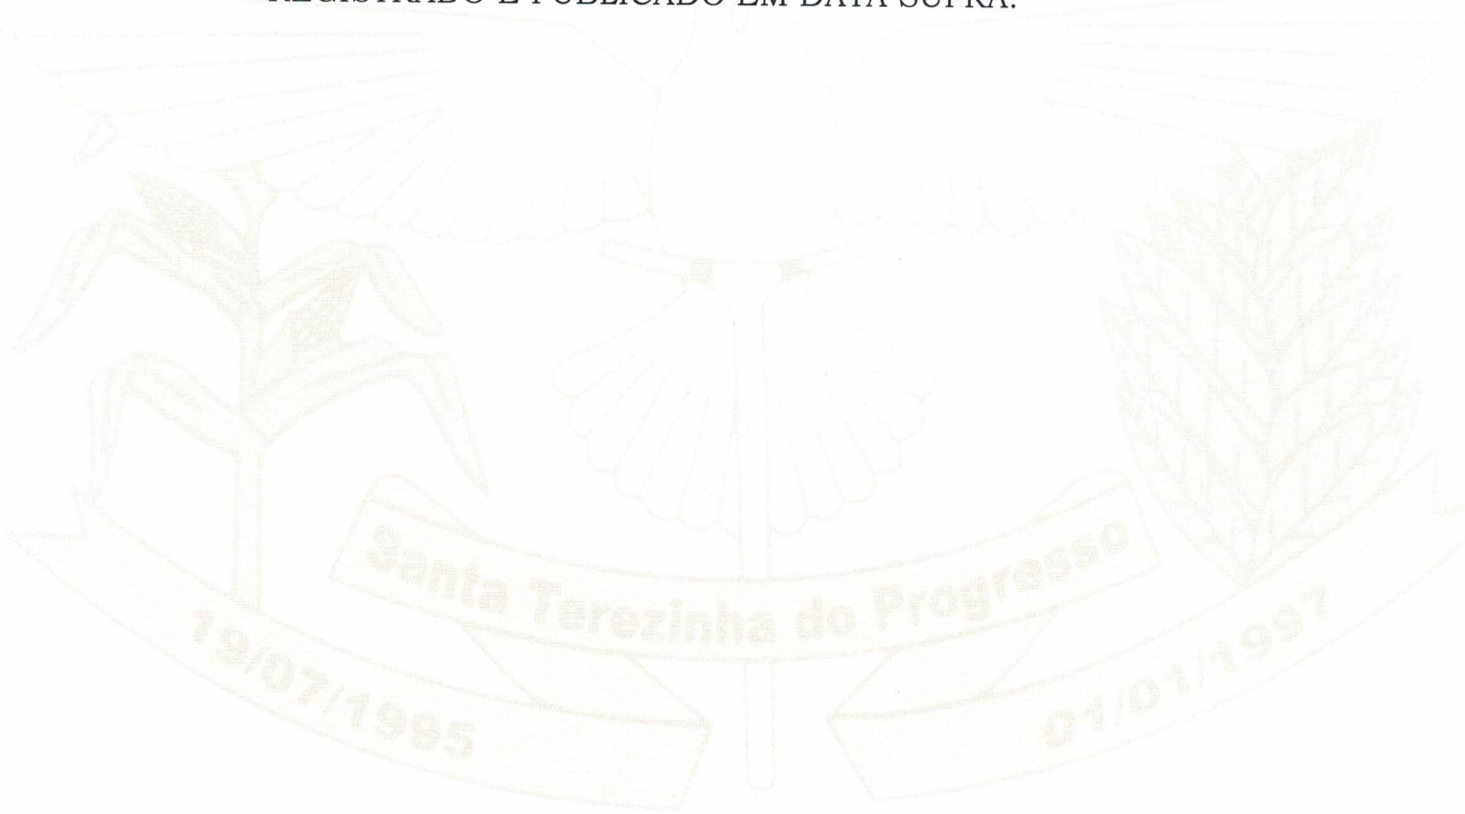 REGISTRADO E PUBLICADO EM DATA SUPRA.
Santa Terezinha do Progresso
19/07/1995
01/01/1997